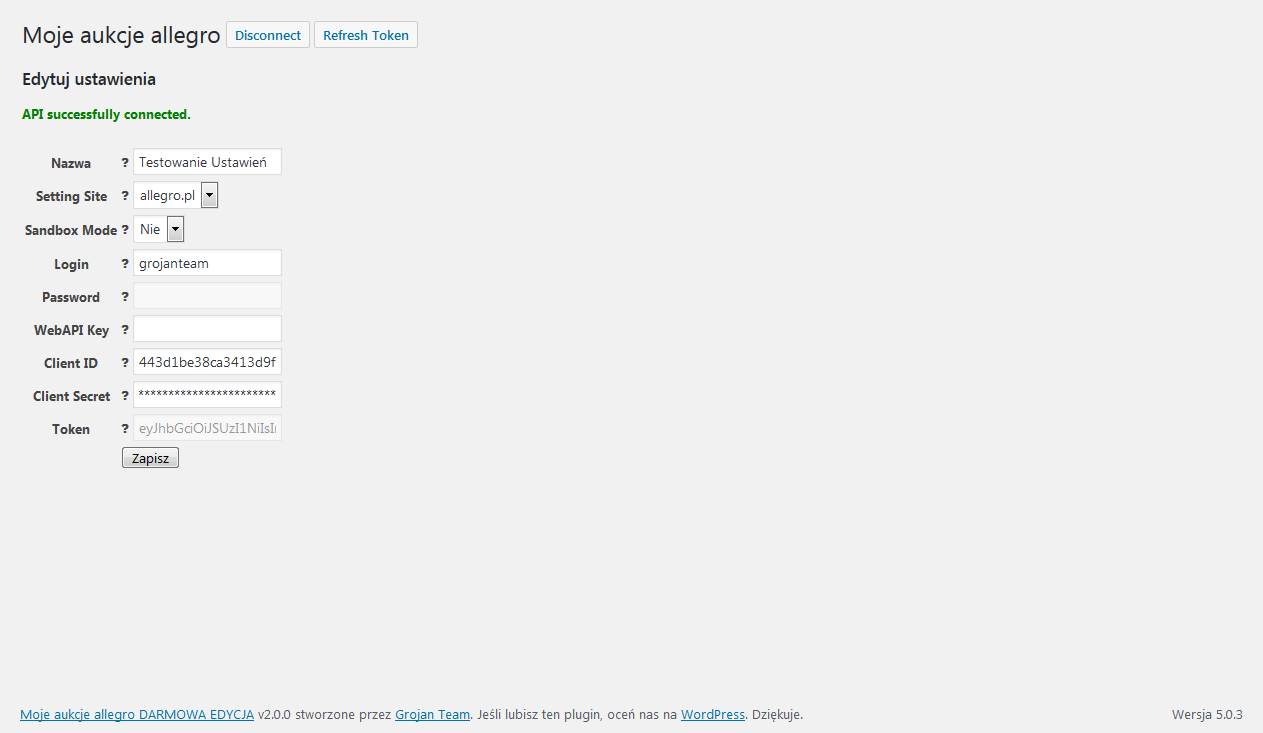 Moje aukcje allegro Disconnect Refresh Token
Edytuj ustawienia
API successfully connected.
Nazwa ? Testowanie Ustawień
Setting Site ? allegro.pl
Sandbox Mode ? Nie
Login ? grojanteam
Password ?
WebAPI Key ?
Client ID ? 443d1be38ca3413d9f
Client Secret ? ***********************
Token ? eyJhbGciOiJSUzI1NiIsI
Zapisz
Moje aukcje allegro DARMOWA EDYCJA v2.0.0 stworzone przez Grojan Team. Jeśli lubisz ten plugin, oceń nas na WordPress. Dziękuje. Wersja 5.0.3